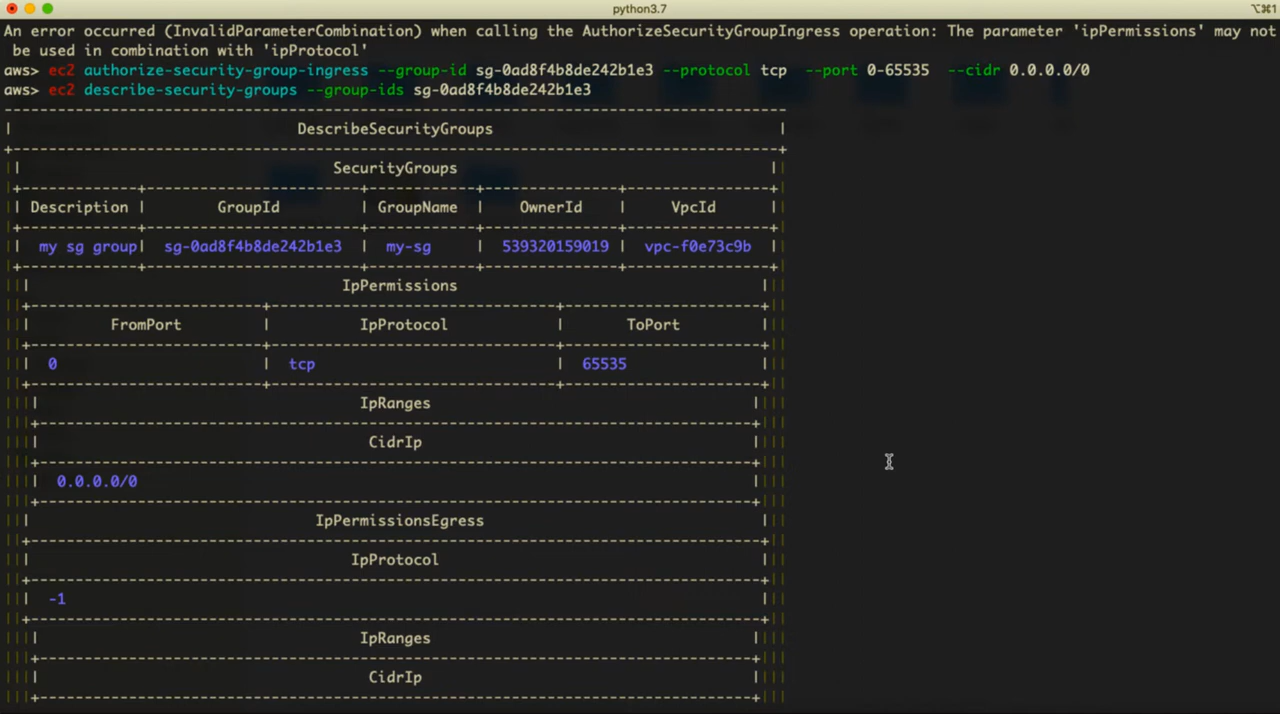 python3.7
⌥⌘1
An error occurred (InvalidParameterCombination) when calling the AuthorizeSecurityGroupIngress operation: The parameter 'ipPermissions' may not
be used in combination with 'ipProtocol'
aws> ec2 authorize-security-group-ingress --group-id sg-0ad8f4b8de242b1e3 --protocol tcp --port 0-65535 --cidr 0.0.0.0/0
aws> ec2 describe-security-groups --group-ids sg-0ad8f4b8de242b1e3
DescribeSecurityGroups
SecurityGroups
Description | GroupId | GroupName | OwnerId | VpcId
my sg group| sg-0ad8f4b8de242b1e3 | my-sg | 539320159019 | vpc-f0e73c9b
IpPermissions
FromPort | IpProtocol | ToPort
0 | tcp | 65535
IpRanges
CidrIp
0.0.0.0/0
IpPermissionsEgress
IpProtocol
-1
IpRanges
CidrIp